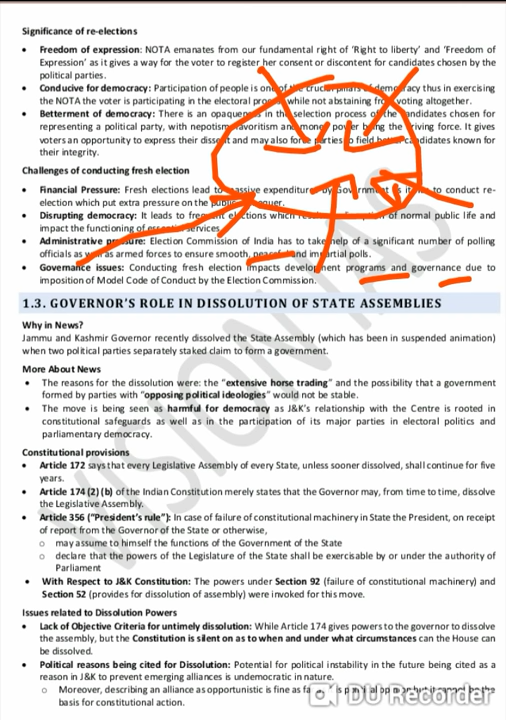 Significance of re-elections
• Freedom of expression: NOTA emanates from our fundamental right of 'Right to liberty' and 'Freedom of
Expression' as it gives a way for the voter to register her consent or discontent for candidates chosen by the
political parties.
• Conducive for democracy: Participation of people is one of the crucial pillars of democracy thus in exercising
the NOTA the voter is participating in the electoral process while not abstaining from voting altogether.
• Betterment of democracy: There is an opaqueness in the selection process of the candidates chosen for
representing a political party, with nepotism, favoritism and money power being the driving force. It gives
voters an opportunity to express their dissent and may also force parties to field better candidates known for
their integrity.
Challenges of conducting fresh election
• Financial Pressure: Fresh elections lead to massive expenditure by Government as it has to conduct re-
election which put extra pressure on the public exchequer.
• Disrupting democracy: It leads to frequent elections which of normal public life and
impact the functioning of essential services.
• Administrative pressure: Election Commission of India has to take help of a significant number of polling
officials as well as armed forces to ensure smooth, peaceful and impartial polls.
• Governance issues: Conducting fresh election impacts development programs and governance due to
imposition of Model Code of Conduct by the Election Commission.
1.3. GOVERNOR'S ROLE IN DISSOLUTION OF STATE ASSEMBLIES
Why in News?
Jammu and Kashmir Governor recently dissolved the State Assembly (which has been in suspended animation)
when two political parties separately staked claim to form a government.
More About News
• The reasons for the dissolution were: the "extensive horse trading" and the possibility that a government
formed by parties with "opposing political ideologies" would not be stable.
• The move is being seen as harmful for democracy as J&K's relationship with the Centre is rooted in
constitutional safeguards as well as in the participation of its major parties in electoral politics and
parliamentary democracy.
Constitutional provisions
• Article 172 says that every Legislative Assembly of every State, unless sooner dissolved, shall continue for five
years.
• Article 174 (2) (b) of the Indian Constitution merely states that the Governor may, from time to time, dissolve
the Legislative Assembly.
• Article 356 ("President's rule"): In case of failure of constitutional machinery in State the President, on receipt
of report from the Governor of the State or otherwise,
o may assume to himself the functions of the Government of the State
o declare that the powers of the Legislature of the State shall be exercisable by or under the authority of
Parliament
• With Respect to J&K Constitution: The powers under Section 92 (failure of constitutional machinery) and
Section 52 (provides for dissolution of assembly) were invoked for this move.
Issues related to Dissolution Powers
• Lack of Objective Criteria for untimely dissolution: While Article 174 gives powers to the governor to dissolve
the assembly, but the Constitution is silent on as to when and under what circumstances can the House can
be dissolved.
• Political reasons being cited for Dissolution: Potential for political instability in the future being cited as a
reason in J&K to prevent emerging alliances is undemocratic in nature.
o Moreover, describing an alliance as opportunistic is fine as far as political opinion but it cannot be the
basis for constitutional action.
VISION IAS
DU Recorder